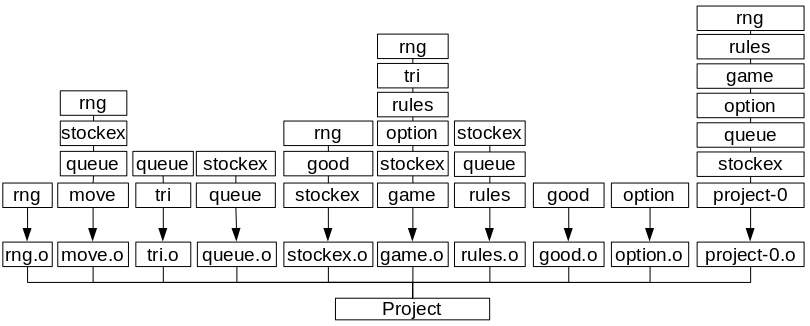 rng
rng
rules
tri
game
rng
rules
option
stockex
rng
option
stockex
queue
queue
queue
stockex
good
stockex
queue
stockex
rng
move
tri
queue
stockex
game
rules
good
option
project-0
rng.o
move.o
tri.o
queue.o
stockex.o
game.o
rules.o
good.o
option.o
project-0.o
Project